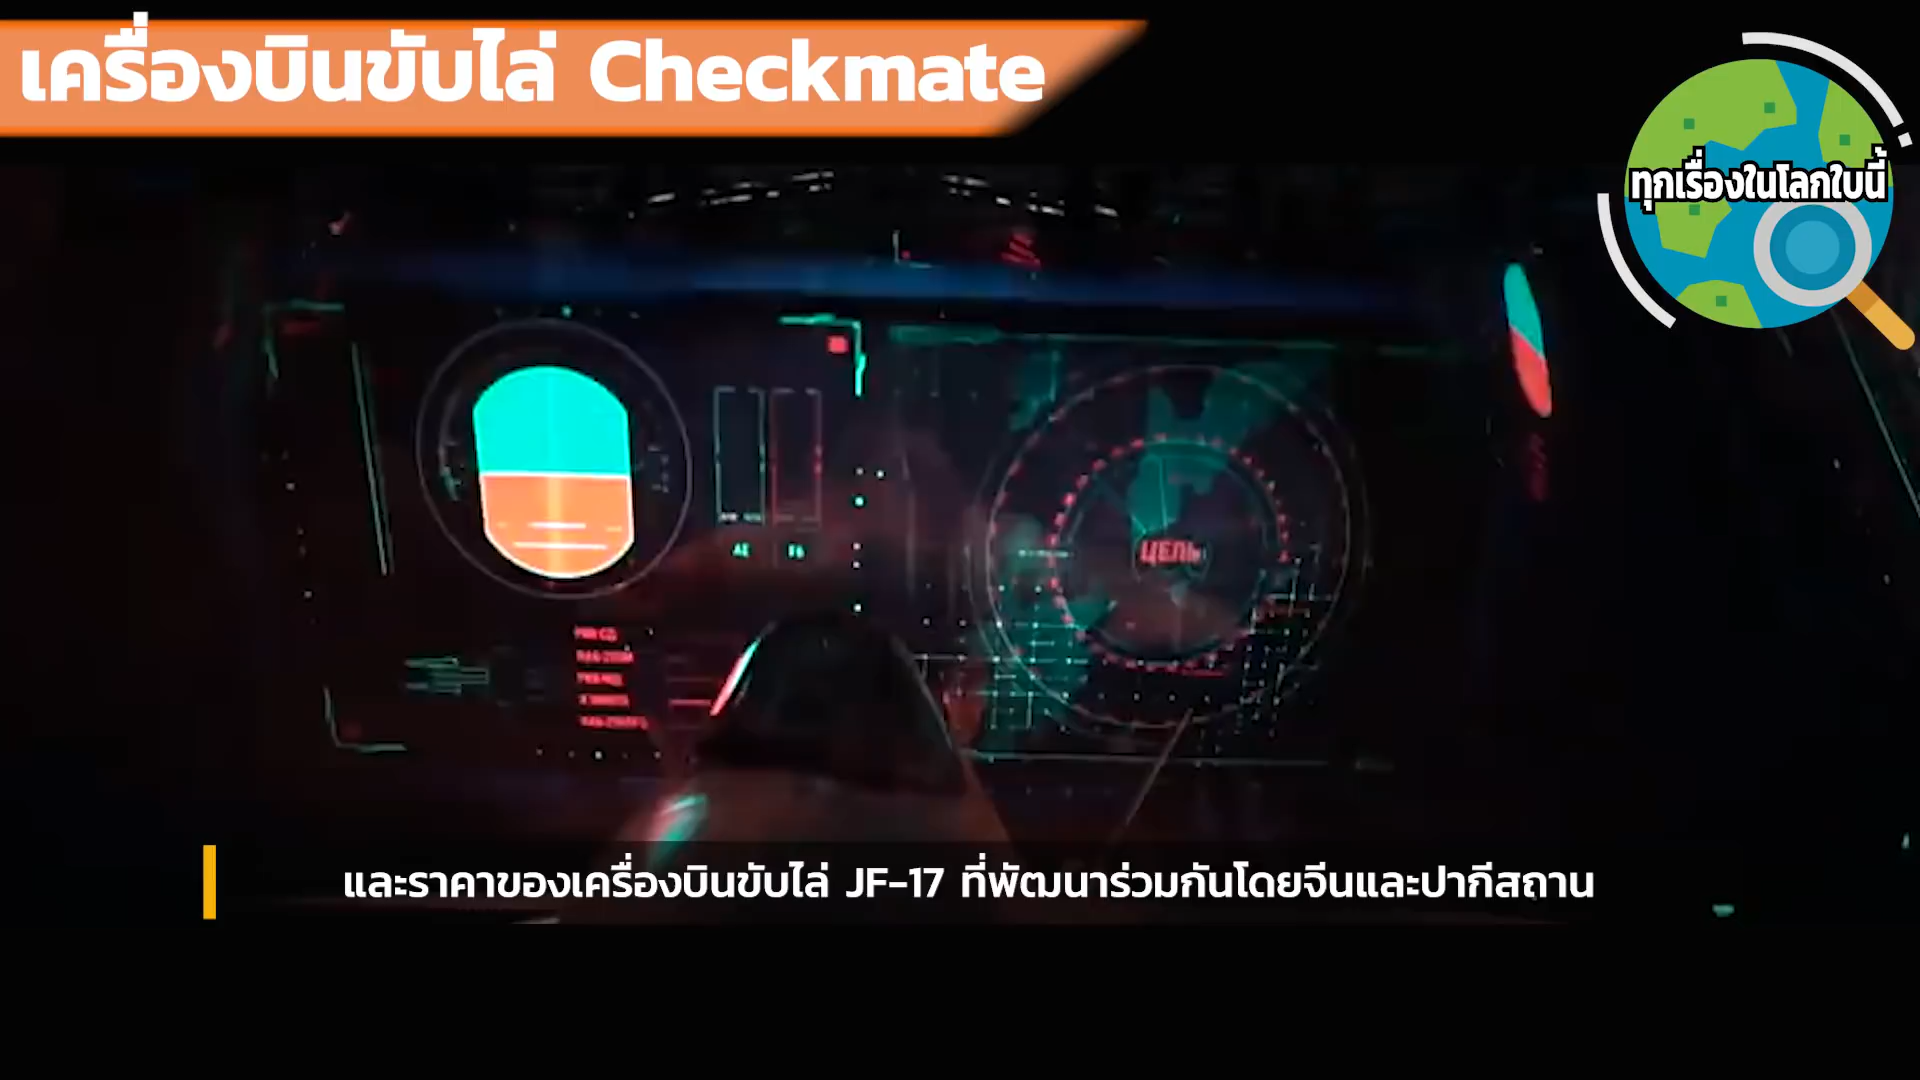 เครื่องบินขับไล่ Checkmate
ทุกเรื่องในโลกใบนี้
ЦЕЛЬ
และราคาของเครื่องบินขับไล่ JF-17 ที่พัฒนาร่วมกันโดยจีนและปากีสถาน